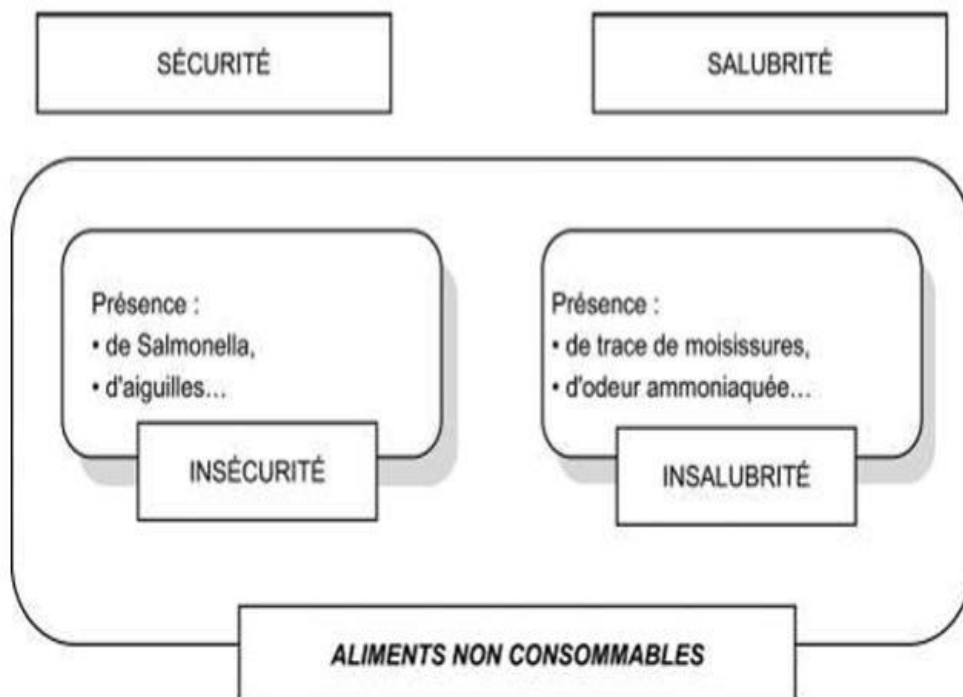 SÉCURITÉ
SALUBRITÉ
Présence :
• de Salmonella,
• d'aiguilles...
INSÉCURITÉ
Présence :
• de trace de moisissures,
• d'odeur ammoniaquée...
INSALUBRITÉ
ALIMENTS NON CONSOMMABLES